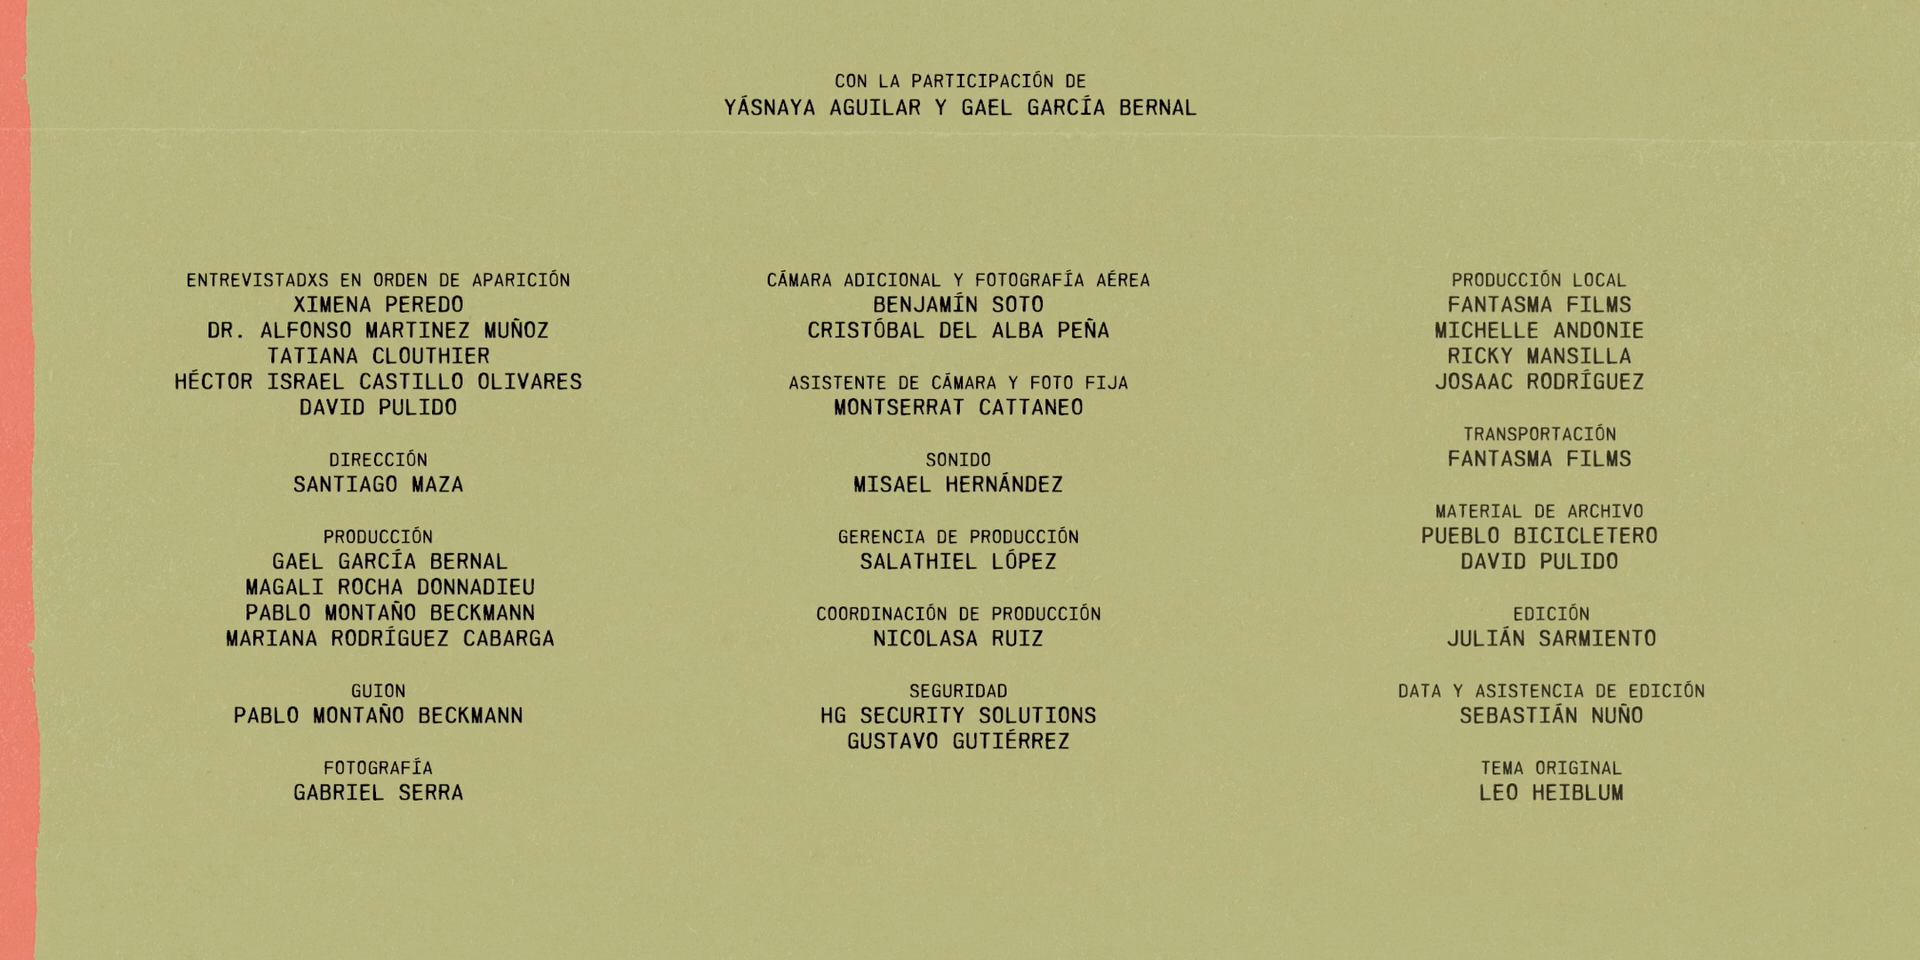 CON LA PARTICIPACIÓN DE
YÁSNAYA AGUILAR Y GAEL GARCÍA BERNAL
ENTREVISTADXS EN ORDEN DE APARICIÓN
XIMENA PEREDO
DR. ALFONSO MARTINEZ MUÑOZ
TATIANA CLOUTHIER
HÉCTOR ISRAEL CASTILLO OLIVARES
DAVID PULIDO
DIRECCIÓN
SANTIAGO MAZA
PRODUCCIÓN
GAEL GARCÍA BERNAL
MAGALI ROCHA DONNADIEU
PABLO MONTAÑO BECKMANN
MARIANA RODRÍGUEZ CABARGA
GUION
PABLO MONTAÑO BECKMANN
FOTOGRAFÍA
GABRIEL SERRA
CÁMARA ADICIONAL Y FOTOGRAFÍA AÉREA
BENJAMÍN SOTO
CRISTÓBAL DEL ALBA PEÑA
ASISTENTE DE CÁMARA Y FOTO FIJA
MONTSERRAT CATTANEO
SONIDO
MISAEL HERNÁNDEZ
GERENCIA DE PRODUCCIÓN
SALATHIEL LÓPEZ
COORDINACIÓN DE PRODUCCIÓN
NICOLASA RUIZ
SEGURIDAD
HG SECURITY SOLUTIONS
GUSTAVO GUTIÉRREZ
PRODUCCIÓN LOCAL
FANTASMA FILMS
MICHELLE ANDONIE
RICKY MANSILLA
JOSAAC RODRÍGUEZ
TRANSPORTACIÓN
FANTASMA FILMS
MATERIAL DE ARCHIVO
PUEBLO BICICLETERO
DAVID PULIDO
EDICIÓN
JULIÁN SARMIENTO
DATA Y ASISTENCIA DE EDICIÓN
SEBASTIÁN NUÑO
TEMA ORIGINAL
LEO HEIBLUM